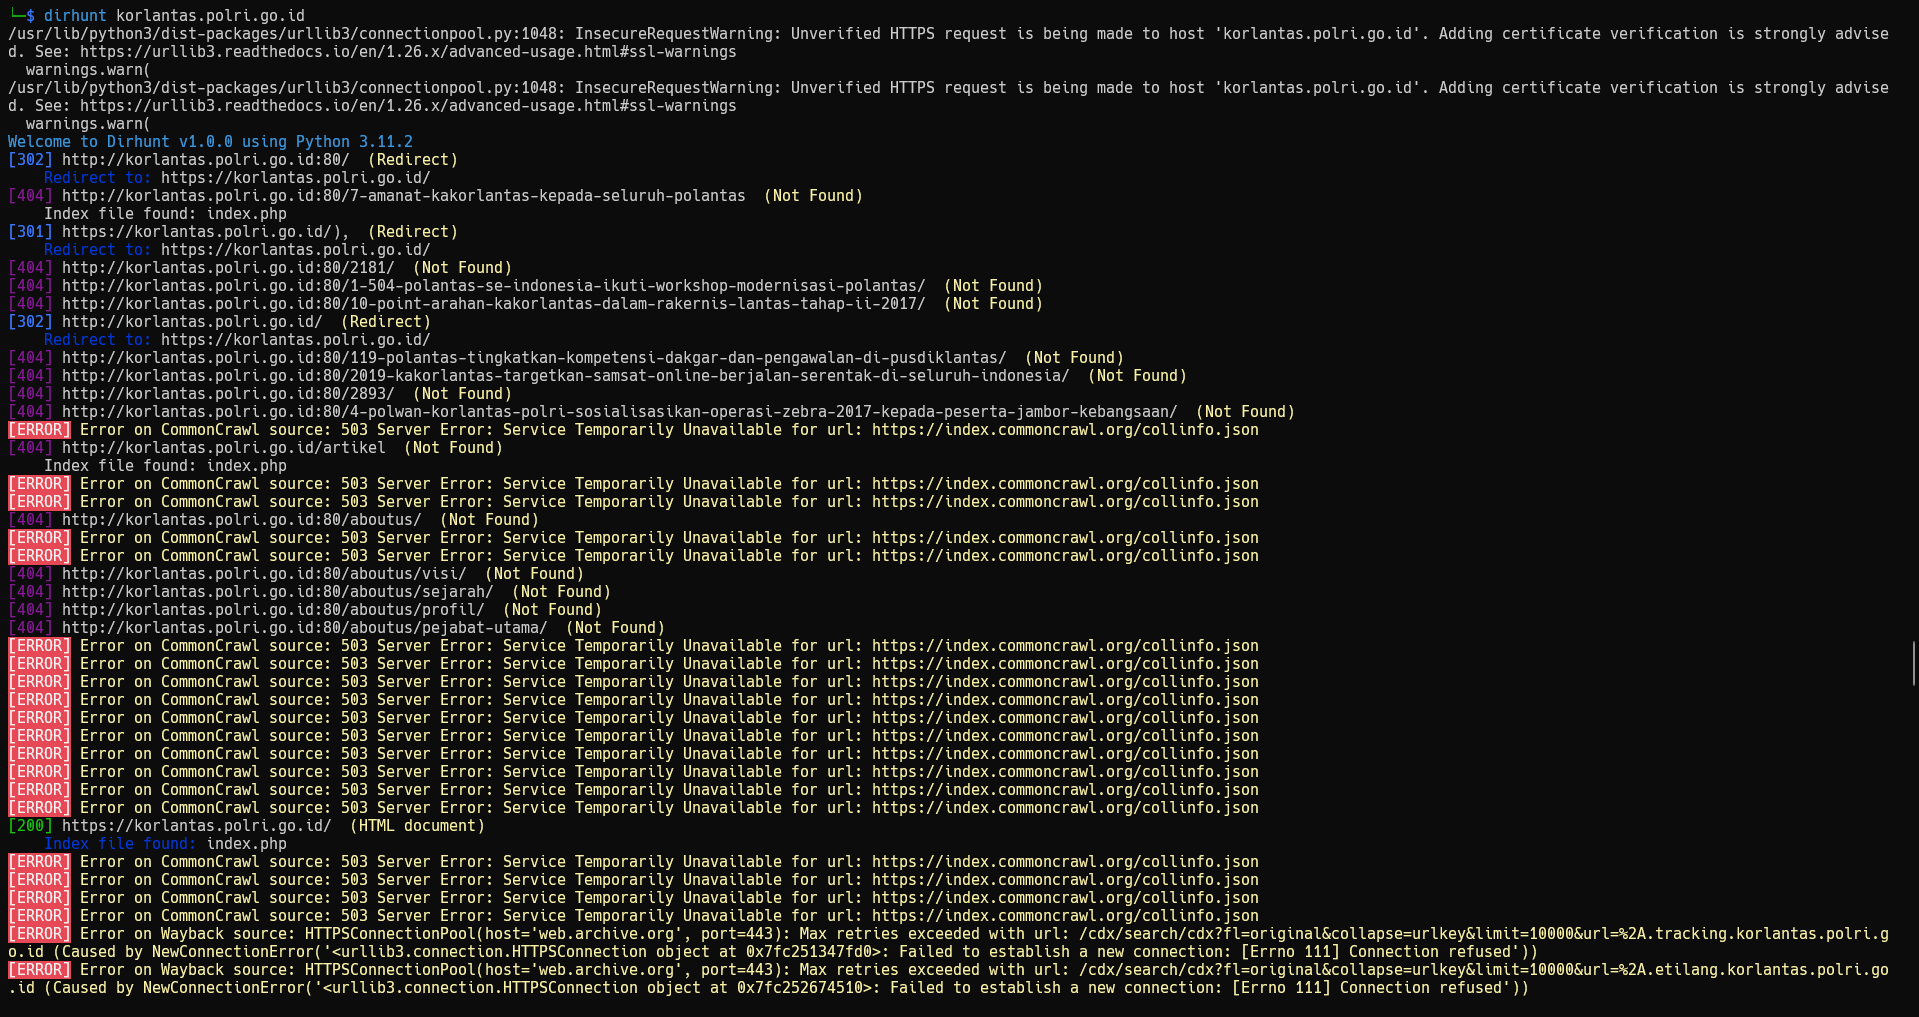 └─$ dirhunt korlantas.polri.go.id
/usr/lib/python3/dist-packages/urllib3/connectionpool.py:1048: InsecureRequestWarning: Unverified HTTPS request is being made to host 'korlantas.polri.go.id'. Adding certificate verification is strongly advise
d. See: https://urllib3.readthedocs.io/en/1.26.x/advanced-usage.html#ssl-warnings
  warnings.warn(
/usr/lib/python3/dist-packages/urllib3/connectionpool.py:1048: InsecureRequestWarning: Unverified HTTPS request is being made to host 'korlantas.polri.go.id'. Adding certificate verification is strongly advise
d. See: https://urllib3.readthedocs.io/en/1.26.x/advanced-usage.html#ssl-warnings
  warnings.warn(
Welcome to Dirhunt v1.0.0 using Python 3.11.2
[302] http://korlantas.polri.go.id:80/  (Redirect)
    Redirect to: https://korlantas.polri.go.id/
[404] http://korlantas.polri.go.id:80/7-amanat-kakorlantas-kepada-seluruh-polantas  (Not Found)
    Index file found: index.php
[301] https://korlantas.polri.go.id/),  (Redirect)
    Redirect to: https://korlantas.polri.go.id/
[404] http://korlantas.polri.go.id:80/2181/  (Not Found)
[404] http://korlantas.polri.go.id:80/1-504-polantas-se-indonesia-ikuti-workshop-modernisasi-polantas/  (Not Found)
[404] http://korlantas.polri.go.id:80/10-point-arahan-kakorlantas-dalam-rakernis-lantas-tahap-ii-2017/  (Not Found)
[302] http://korlantas.polri.go.id/  (Redirect)
    Redirect to: https://korlantas.polri.go.id/
[404] http://korlantas.polri.go.id:80/119-polantas-tingkatkan-kompetensi-dakgar-dan-pengawalan-di-pusdiklantas/  (Not Found)
[404] http://korlantas.polri.go.id:80/2019-kakorlantas-targetkan-samsat-online-berjalan-serentak-di-seluruh-indonesia/  (Not Found)
[404] http://korlantas.polri.go.id:80/2893/  (Not Found)
[404] http://korlantas.polri.go.id:80/4-polwan-korlantas-polri-sosialisasikan-operasi-zebra-2017-kepada-peserta-jambor-kebangsaan/  (Not Found)
[ERROR] Error on CommonCrawl source: 503 Server Error: Service Temporarily Unavailable for url: https://index.commoncrawl.org/collinfo.json
[404] http://korlantas.polri.go.id/artikel  (Not Found)
    Index file found: index.php
[ERROR] Error on CommonCrawl source: 503 Server Error: Service Temporarily Unavailable for url: https://index.commoncrawl.org/collinfo.json
[ERROR] Error on CommonCrawl source: 503 Server Error: Service Temporarily Unavailable for url: https://index.commoncrawl.org/collinfo.json
[404] http://korlantas.polri.go.id:80/aboutus/  (Not Found)
[ERROR] Error on CommonCrawl source: 503 Server Error: Service Temporarily Unavailable for url: https://index.commoncrawl.org/collinfo.json
[ERROR] Error on CommonCrawl source: 503 Server Error: Service Temporarily Unavailable for url: https://index.commoncrawl.org/collinfo.json
[404] http://korlantas.polri.go.id:80/aboutus/visi/  (Not Found)
[404] http://korlantas.polri.go.id:80/aboutus/sejarah/  (Not Found)
[404] http://korlantas.polri.go.id:80/aboutus/profil/  (Not Found)
[404] http://korlantas.polri.go.id:80/aboutus/pejabat-utama/  (Not Found)
[ERROR] Error on CommonCrawl source: 503 Server Error: Service Temporarily Unavailable for url: https://index.commoncrawl.org/collinfo.json
[ERROR] Error on CommonCrawl source: 503 Server Error: Service Temporarily Unavailable for url: https://index.commoncrawl.org/collinfo.json
[ERROR] Error on CommonCrawl source: 503 Server Error: Service Temporarily Unavailable for url: https://index.commoncrawl.org/collinfo.json
[ERROR] Error on CommonCrawl source: 503 Server Error: Service Temporarily Unavailable for url: https://index.commoncrawl.org/collinfo.json
[ERROR] Error on CommonCrawl source: 503 Server Error: Service Temporarily Unavailable for url: https://index.commoncrawl.org/collinfo.json
[ERROR] Error on CommonCrawl source: 503 Server Error: Service Temporarily Unavailable for url: https://index.commoncrawl.org/collinfo.json
[ERROR] Error on CommonCrawl source: 503 Server Error: Service Temporarily Unavailable for url: https://index.commoncrawl.org/collinfo.json
[ERROR] Error on CommonCrawl source: 503 Server Error: Service Temporarily Unavailable for url: https://index.commoncrawl.org/collinfo.json
[ERROR] Error on CommonCrawl source: 503 Server Error: Service Temporarily Unavailable for url: https://index.commoncrawl.org/collinfo.json
[ERROR] Error on CommonCrawl source: 503 Server Error: Service Temporarily Unavailable for url: https://index.commoncrawl.org/collinfo.json
[200] https://korlantas.polri.go.id/  (HTML document)
    Index file found: index.php
[ERROR] Error on CommonCrawl source: 503 Server Error: Service Temporarily Unavailable for url: https://index.commoncrawl.org/collinfo.json
[ERROR] Error on CommonCrawl source: 503 Server Error: Service Temporarily Unavailable for url: https://index.commoncrawl.org/collinfo.json
[ERROR] Error on CommonCrawl source: 503 Server Error: Service Temporarily Unavailable for url: https://index.commoncrawl.org/collinfo.json
[ERROR] Error on CommonCrawl source: 503 Server Error: Service Temporarily Unavailable for url: https://index.commoncrawl.org/collinfo.json
[ERROR] Error on Wayback source: HTTPSConnectionPool(host='web.archive.org', port=443): Max retries exceeded with url: /cdx/search/cdx?fl=original&collapse=urlkey&limit=10000&url=%2A.tracking.korlantas.polri.g
o.id (Caused by NewConnectionError('<urllib3.connection.HTTPSConnection object at 0x7fc251347fd0>: Failed to establish a new connection: [Errno 111] Connection refused'))
[ERROR] Error on Wayback source: HTTPSConnectionPool(host='web.archive.org', port=443): Max retries exceeded with url: /cdx/search/cdx?fl=original&collapse=urlkey&limit=10000&url=%2A.etilang.korlantas.polri.go
.id (Caused by NewConnectionError('<urllib3.connection.HTTPSConnection object at 0x7fc252674510>: Failed to establish a new connection: [Errno 111] Connection refused'))